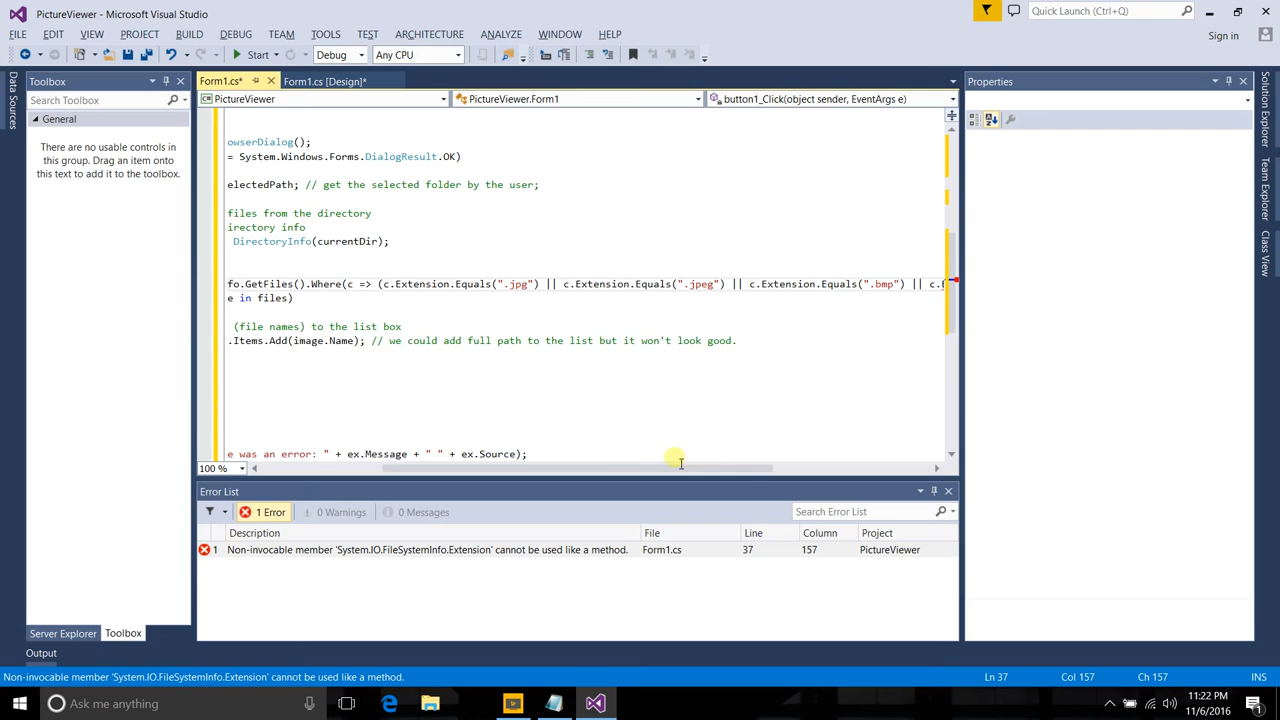 PictureViewer - Microsoft Visual Studio
Quick Launch (Ctrl+Q)
FILE EDIT VIEW PROJECT BUILD DEBUG TEAM TOOLS TEST ARCHITECTURE ANALYZE WINDOW HELP
Sign in
Start Debug Any CPU
Data Sources
Toolbox
Search Toolbox
General
There are no usable controls in
this group. Drag an item onto
this text to add it to the toolbox.
Server Explorer Toolbox
Form1.cs* Form1.cs [Design]*
PictureViewer PictureViewer.Form1 button1_Click(object sender, EventArgs e)
owserDialog();
= System.Windows.Forms.DialogResult.OK)
electedPath; // get the selected folder by the user;
files from the directory
irectory info
DirectoryInfo(currentDir);
fo.GetFiles().Where(c => (c.Extension.Equals(".jpg") || c.Extension.Equals(".jpeg") || c.Extension.Equals(".bmp") || c.E
e in files)
(file names) to the list box
.Items.Add(image.Name); // we could add full path to the list but it won't look good.
e was an error: " + ex.Message + " " + ex.Source);
100 %
Error List
1 Error 0 Warnings 0 Messages Search Error List
Description File Line Column Project
1 Non-invocable member 'System.IO.FileSystemInfo.Extension' cannot be used like a method. Form1.cs 37 157 PictureViewer
Properties
Solution Explorer
Team Explorer
Class View
Output
Non-invocable member 'System.IO.FileSystemInfo.Extension' cannot be used like a method. Ln 37 Col 157 Ch 157 INS
Ask me anything
11:22 PM
11/6/2016
1